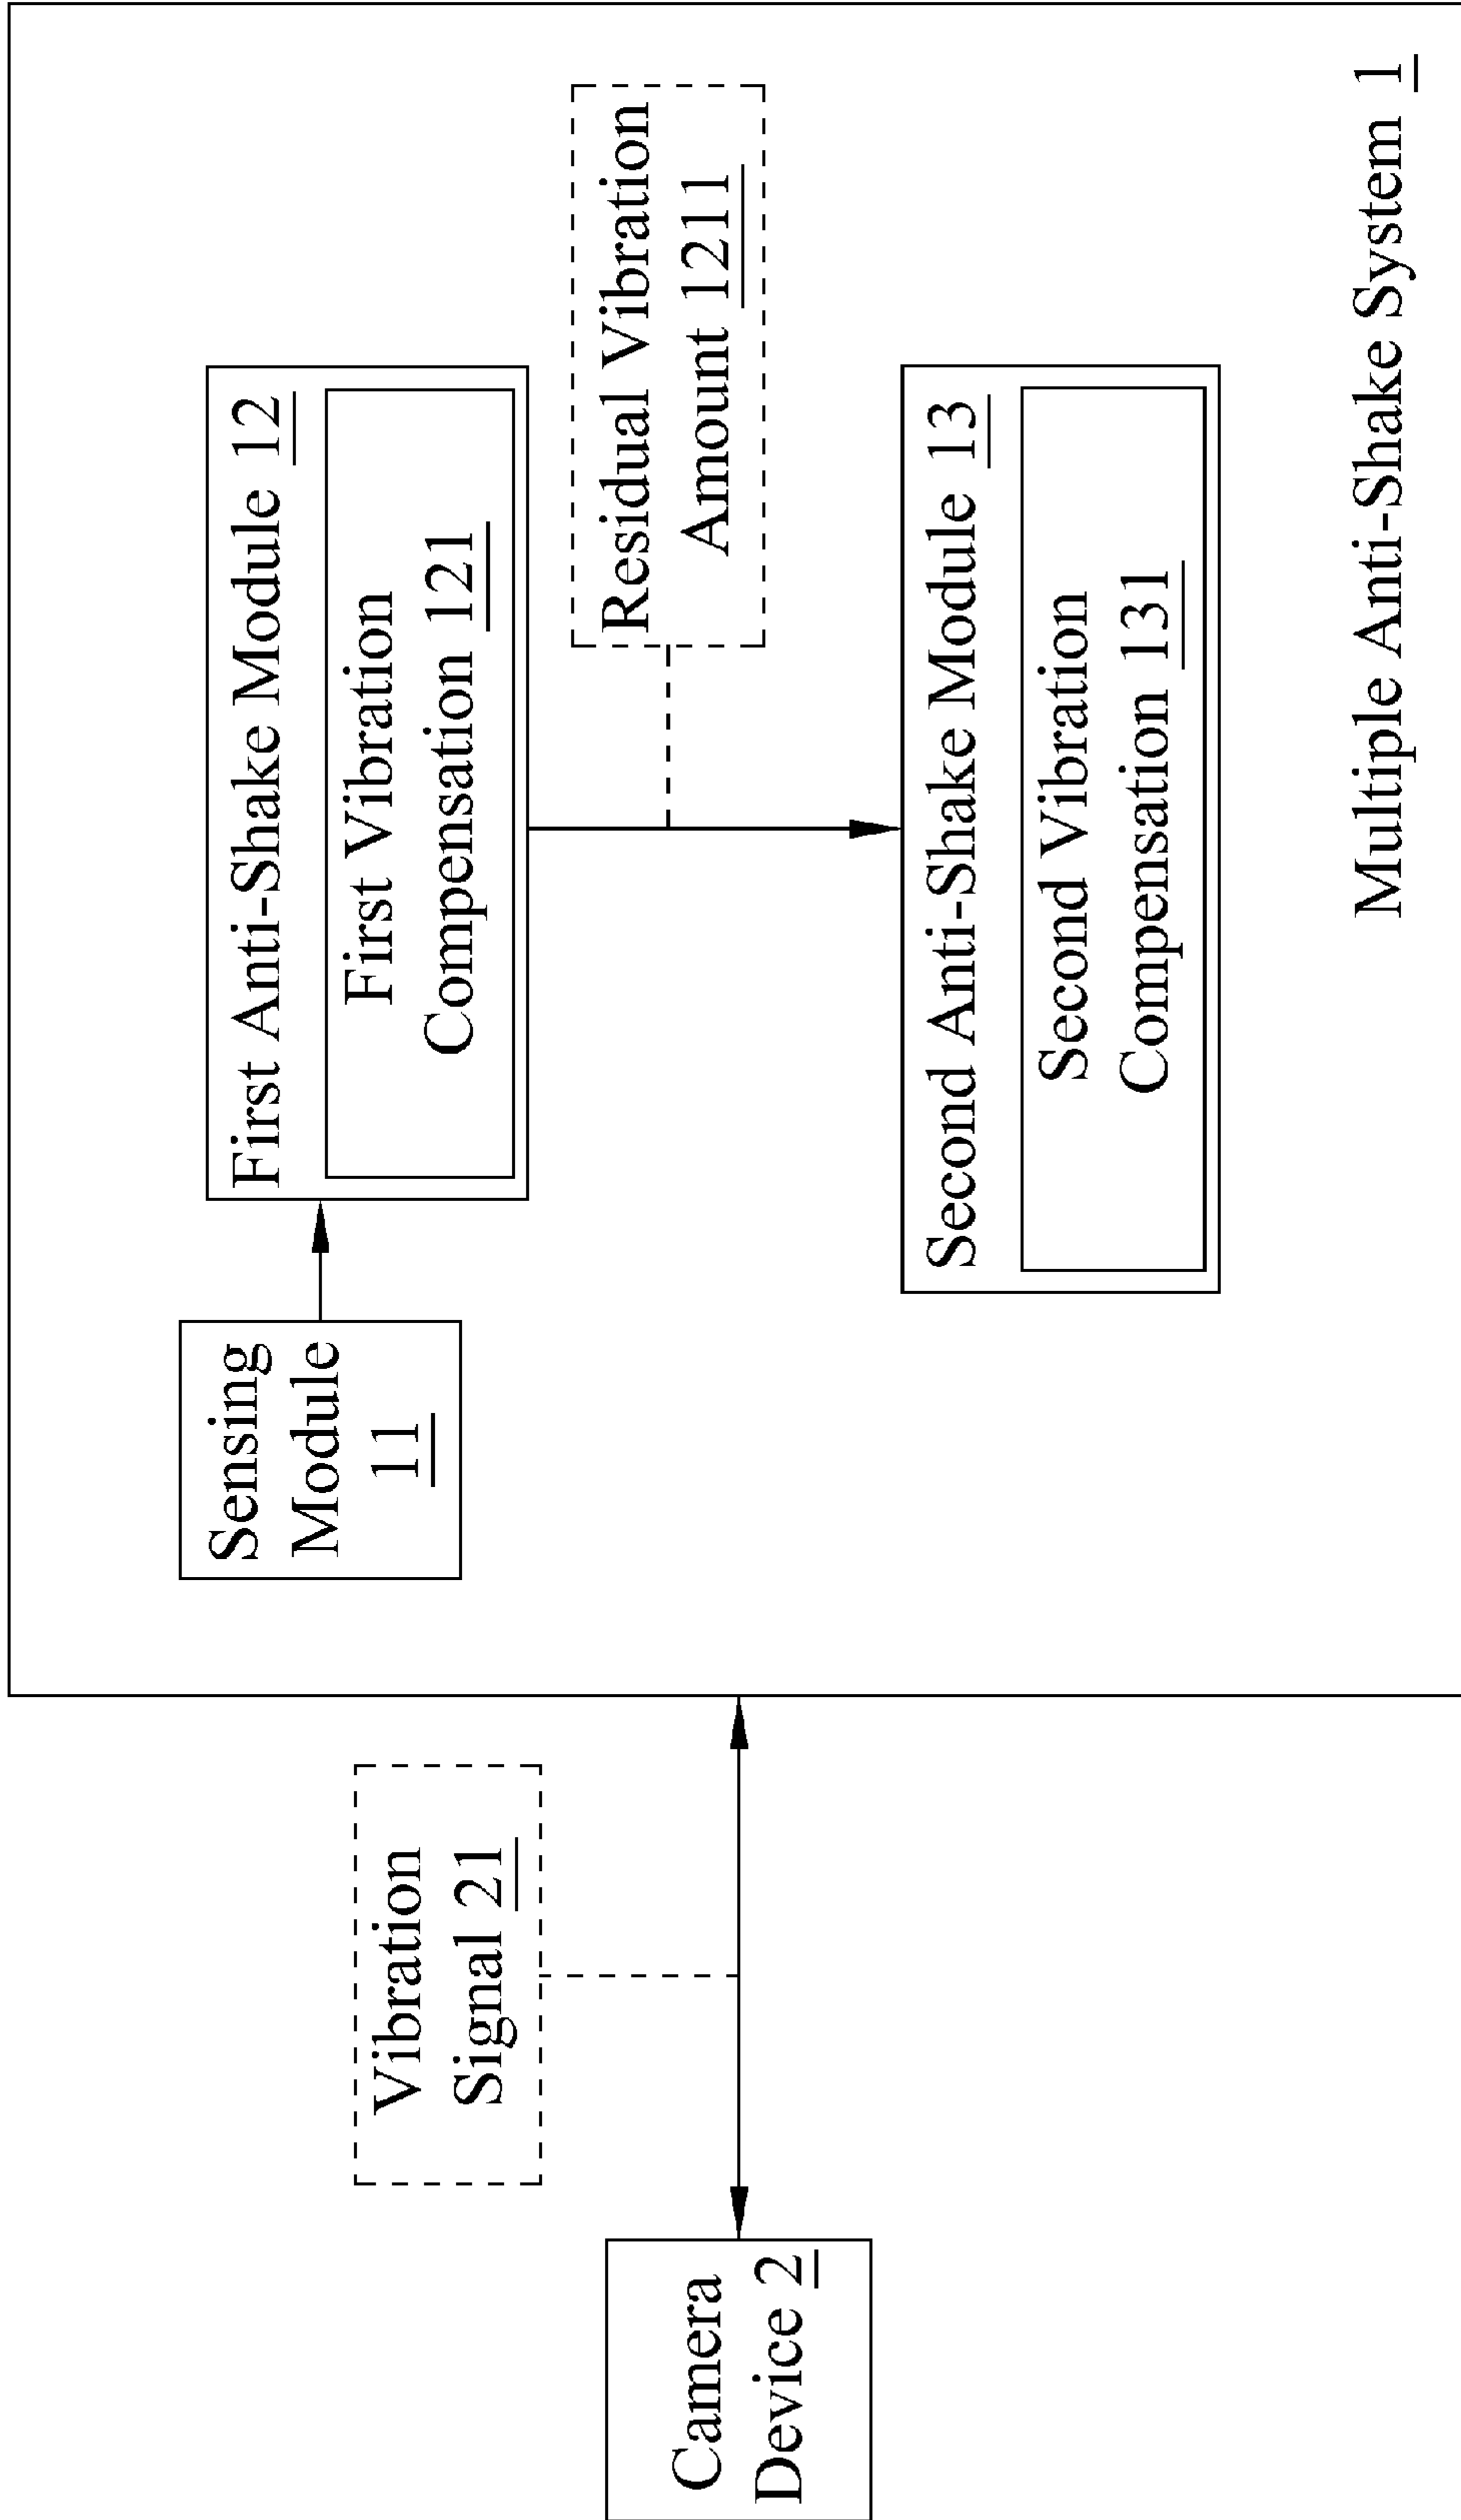 Camera
Device 2
Vibration
Signal 21
Sensing
Module
11
First Anti-Shake Module 12
First Vibration
Compensation 121
Residual Vibration
Amount 1211
Second Anti-Shake Module 13
Second Vibration
Compensation 131
Multiple Anti-Shake System 1